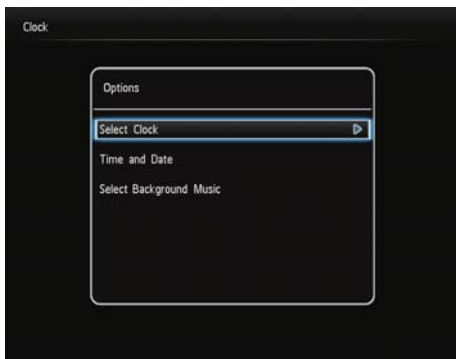 Clock
Options
Select Clock
Time and Date
Select Background Music